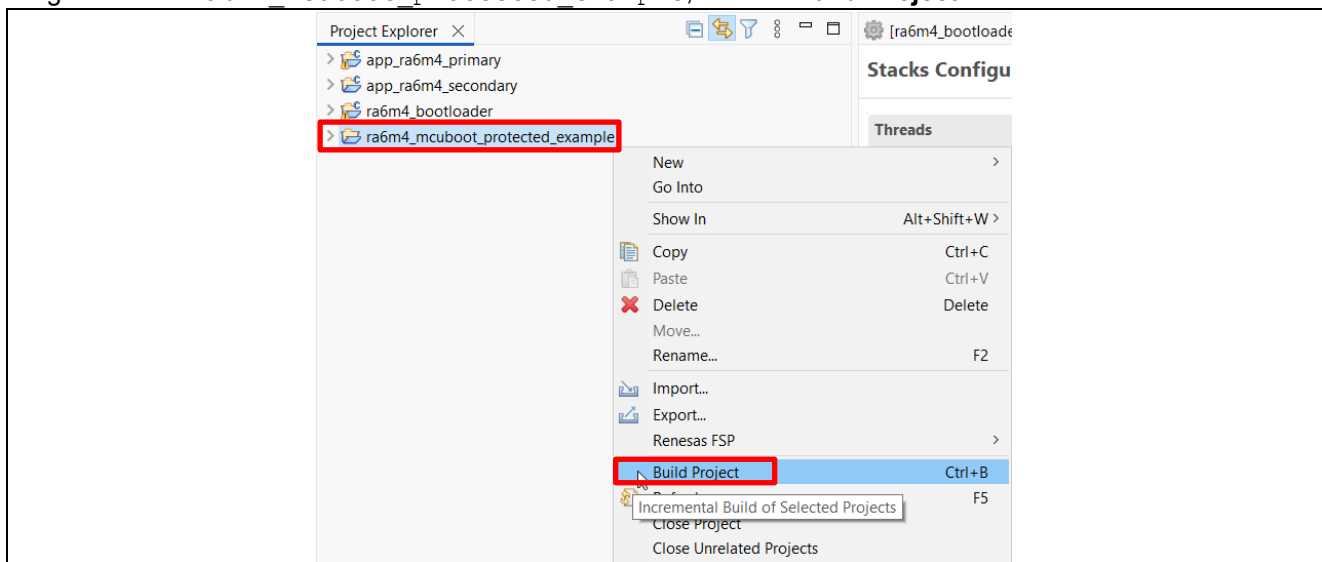 Project Explorer
[ra6m4_bootloade
app_ra6m4_primary
Stacks Configu
app_ra6m4_secondary
ra6m4_bootloader
ra6m4_mcuboot_protected_example
Threads
New
Go Into
Show In Alt+Shift+W >
Copy Ctrl+C
Paste Ctrl+V
Delete Delete
Move...
Rename... F2
Import...
Export...
Renesas FSP
Build Project Ctrl+B
F5
Incremental Build of Selected Projects
Close Project
Close Unrelated Projects